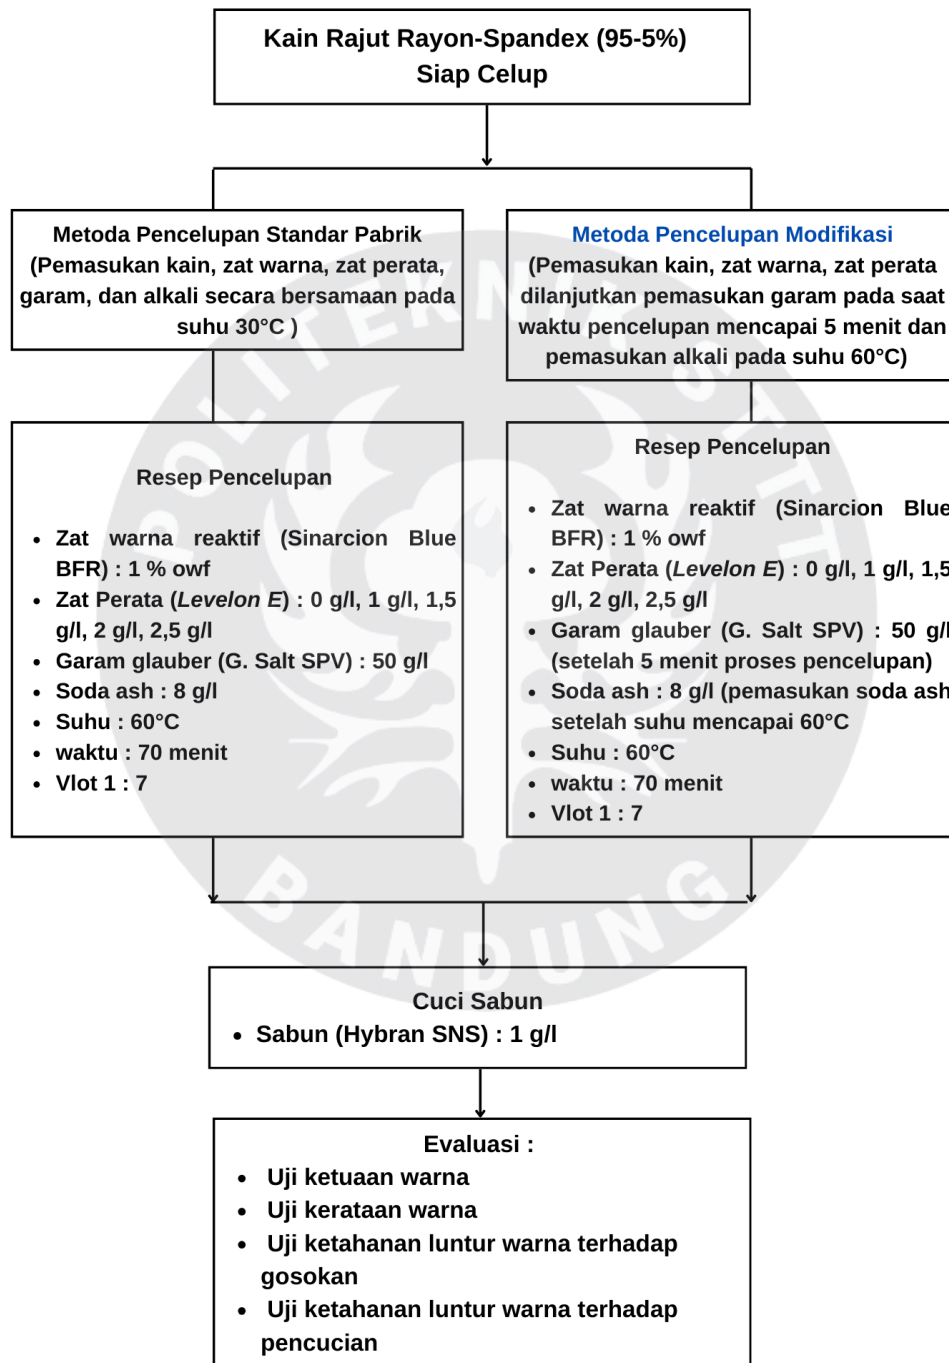 Kain Rajut Rayon-Spandex (95-5%)
Siap Celup
Metoda Pencelupan Standar Pabrik
(Pemasukan kain, zat warna, zat perata,
garam, dan alkali secara bersamaan pada
suhu 30°C )
Metoda Pencelupan Modifikasi
(Pemasukan kain, zat warna, zat perata
dilanjutkan pemasukan garam pada saat
waktu pencelupan mencapai 5 menit dan
pemasukan alkali pada suhu 60°C)
Resep Pencelupan
• Zat warna reaktif (Sinarcion Blue
BFR) : 1 % owf
• Zat Perata (Levelon E) : 0 g/l, 1 g/l, 1,5
g/l, 2 g/l, 2,5 g/l
• Garam glauber (G. Salt SPV) : 50 g/l
• Soda ash : 8 g/l
• Suhu : 60°C
• waktu : 70 menit
• Vlot 1 : 7
Resep Pencelupan
• Zat warna reaktif (Sinarcion Blue
BFR) : 1 % owf
• Zat Perata (Levelon E) : 0 g/l, 1 g/l, 1,5
g/l, 2 g/l, 2,5 g/l
• Garam glauber (G. Salt SPV) : 50 g/l
(setelah 5 menit proses pencelupan)
• Soda ash : 8 g/l (pemasukan soda ash
setelah suhu mencapai 60°C
• Suhu : 60°C
• waktu : 70 menit
• Vlot 1 : 7
Cuci Sabun
• Sabun (Hybran SNS) : 1 g/l
Evaluasi :
• Uji ketuaan warna
• Uji kerataan warna
• Uji ketahanan luntur warna terhadap
gosokan
• Uji ketahanan luntur warna terhadap
pencucian
POLITEKNIK STTT
BANDUNG